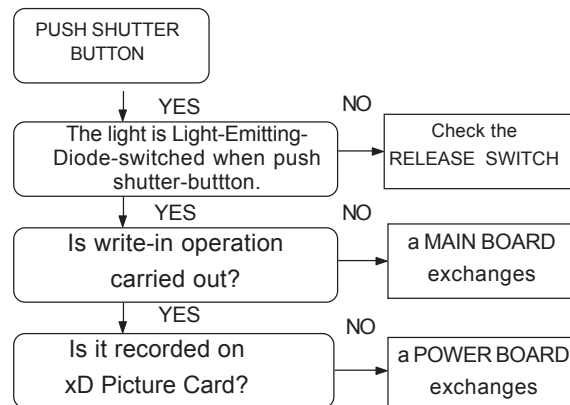 PUSH SHUTTER
BUTTON
YES
NO
The light is Light-Emitting-
Diode-switched when push
shutter-buttton.
Check the
RELEASE SWITCH
YES
NO
Is write-in operation
carried out?
a MAIN BOARD
exchanges
YES
NO
Is it recorded on
xD Picture Card?
a POWER BOARD
exchanges